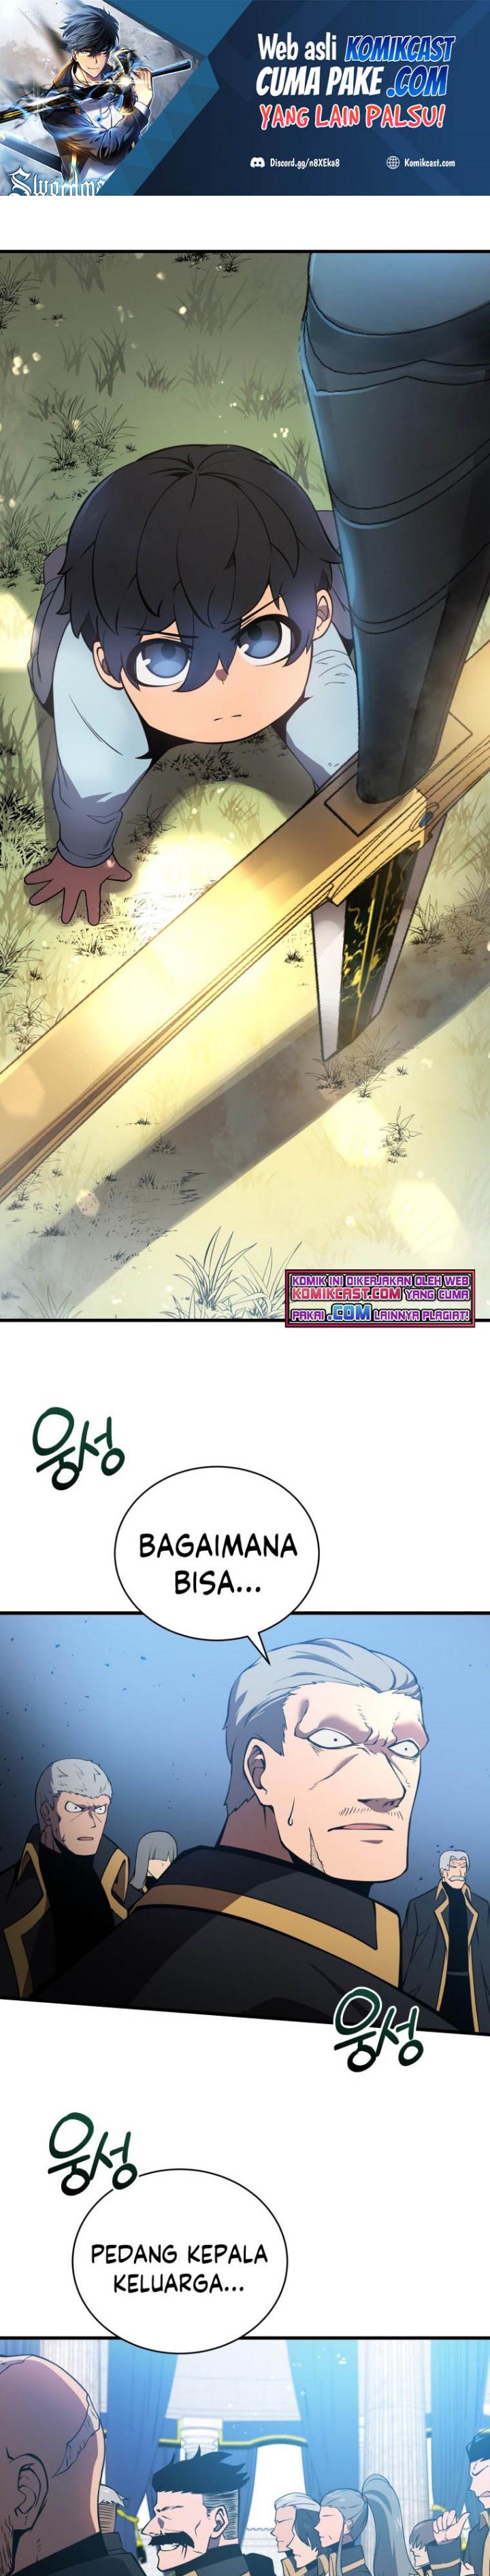 Web asli KOMIKCAST
CUMA PAKE .COM
YANG LAIN PALSU!
Discord.gg/n8XEka8
Komikcast.com
KOMIK INI DIKERJAKAN OLEH WEB
KOMIKCAST.COM YANG CUMA
PAKAI .COM LAINNYA PLAGIAT!
웅성
BAGAIMANA
BISA...
웅성
웅성
PEDANG KEPALA
KELUARGA...